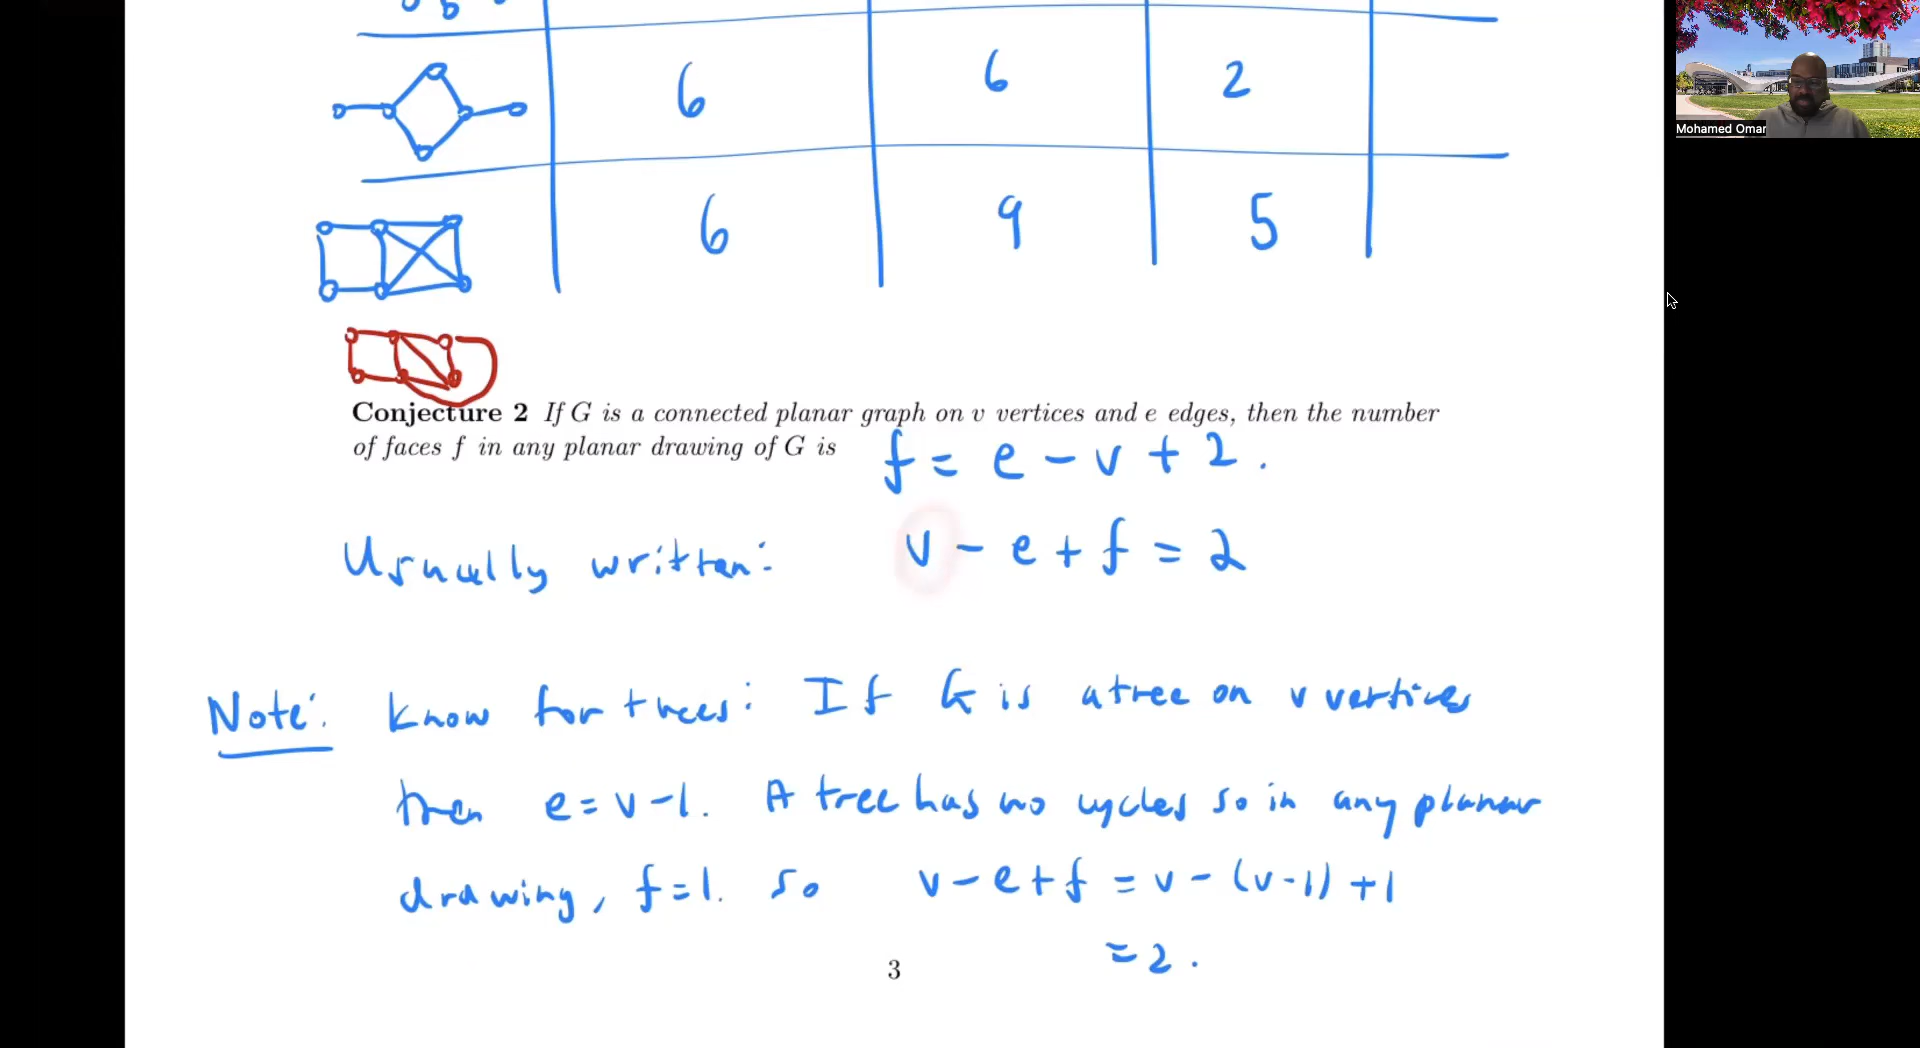 Mohamed Omar
6 6 2
6 9 5
Conjecture 2 If G is a connected planar graph on v vertices and e edges, then the number
of faces f in any planar drawing of G is f = e - v + 2.
Usually written: v - e + f = 2
Note: Know for trees: If G is a tree on v vertices
then e = v - 1. A tree has no cycles so in any planar
drawing, f = 1. so v - e + f = v - (v-1) + 1
= 2.
3